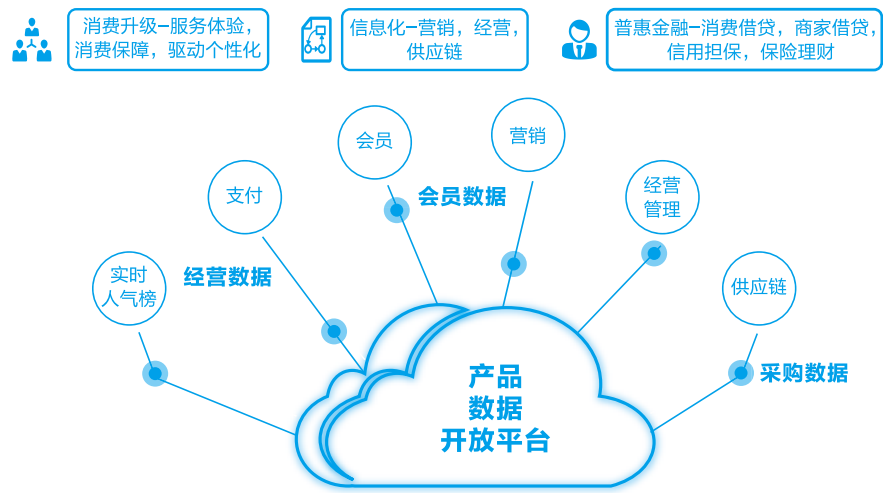 消费升级-服务体验，
消费保障，驱动个性化
信息化-营销，经营，
供应链
普惠金融-消费借贷，商家借贷，
信用担保，保险理财
会员
营销
支付
会员数据
经营
管理
实时
人气榜
经营数据
供应链
采购数据
产品
数据
开放平台